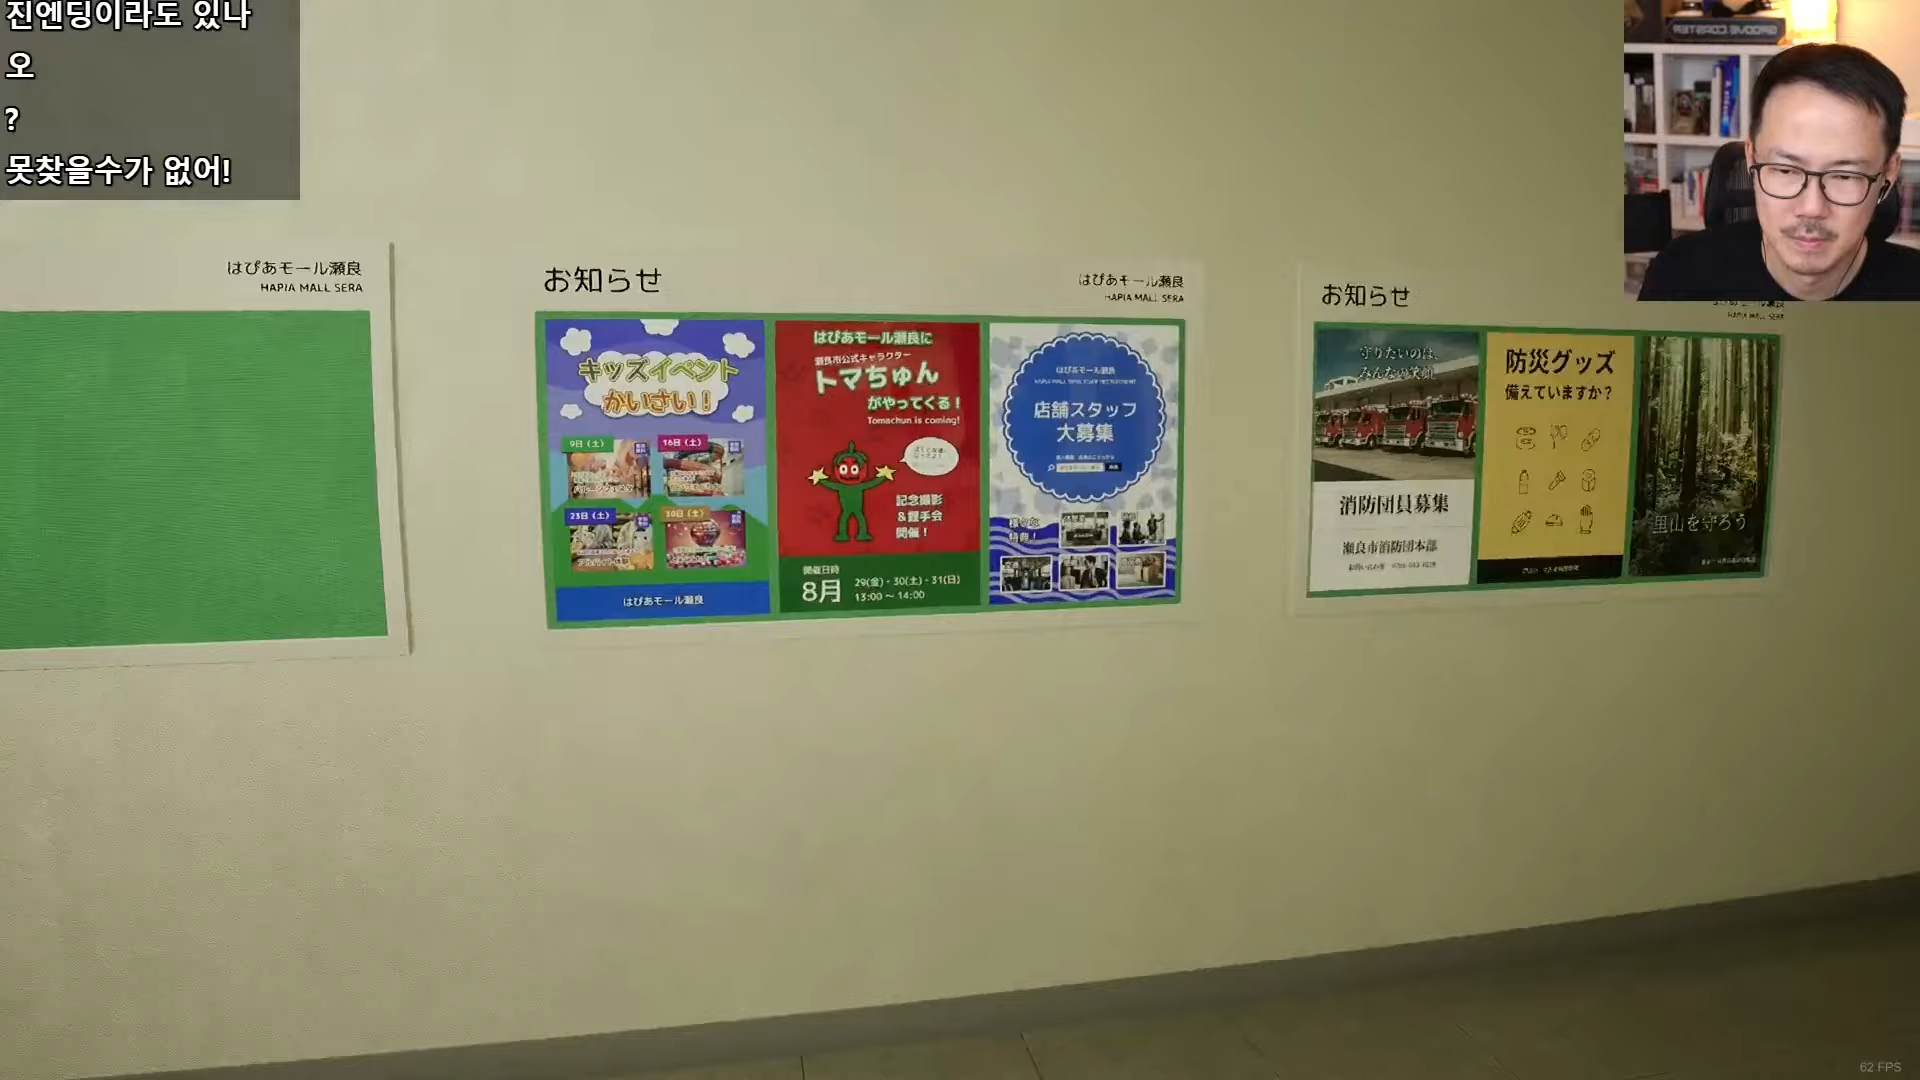 진엔딩이라도 있나
오
?
못찾을수가 없어!
はぴあモール瀬良
HAPIA MALL SERA
お知らせ
はぴあモール瀬良
HAPIA MALL SERA
キッズイベント
かいさい!
9日(土)
16日(土)
23日(土)
30日(土)
はぴあモール瀬良
はぴあモール瀬良に
瀬良市公式キャラクター
トマちゅん
がやってくる!
Tomachun is coming!
記念撮影
&握手会
開催!
開催日時
8月
29(金)・30(土)・31(日)
13:00 〜 14:00
はぴあモール瀬良
店舗スタッフ
大募集
様々な
特典!
お知らせ
HAPIA MALL SERA
守りたいのは、
みんなの笑顔
消防団員募集
瀬良市消防団本部
防災グッズ
備えていますか?
里山を守ろう
62 FPS